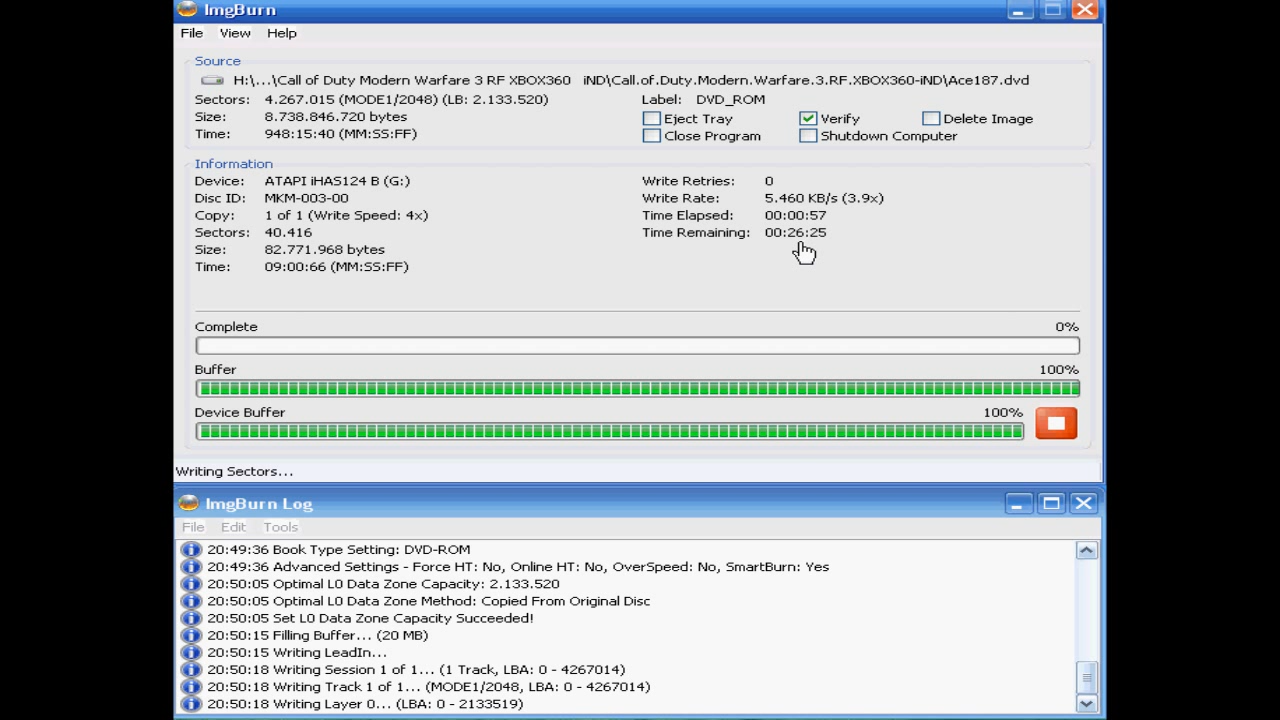 ImgBurn
File View Help
Source
H:\...\Call of Duty Modern Warfare 3 RF XBOX360 iND\Call.of.Duty.Modern.Warfare.3.RF.XBOX360-iND\Ace187.dvd
Sectors: 4.267.015 (MODE1/2048) (LB: 2.133.520) Label: DVD_ROM
Size: 8.738.846.720 bytes Eject Tray Verify Delete Image
Time: 948:15:40 (MM:SS:FF) Close Program Shutdown Computer
Information
Device: ATAPI iHAS124 B (G:) Write Retries: 0
Disc ID: MKM-003-00 Write Rate: 5.460 KB/s (3.9x)
Copy: 1 of 1 (Write Speed: 4x) Time Elapsed: 00:00:57
Sectors: 40.416 Time Remaining: 00:26:25
Size: 82.771.968 bytes
Time: 09:00:66 (MM:SS:FF)
Complete 0%
Buffer 100%
Device Buffer 100%
Writing Sectors...
ImgBurn Log
File Edit Tools
20:49:36 Book Type Setting: DVD-ROM
20:49:36 Advanced Settings - Force HT: No, Online HT: No, OverSpeed: No, SmartBurn: Yes
20:50:05 Optimal L0 Data Zone Capacity: 2.133.520
20:50:05 Optimal L0 Data Zone Method: Copied From Original Disc
20:50:05 Set L0 Data Zone Capacity Succeeded!
20:50:15 Filling Buffer... (20 MB)
20:50:15 Writing LeadIn...
20:50:18 Writing Session 1 of 1... (1 Track, LBA: 0 - 4267014)
20:50:18 Writing Track 1 of 1... (MODE1/2048, LBA: 0 - 4267014)
20:50:18 Writing Layer 0... (LBA: 0 - 2133519)